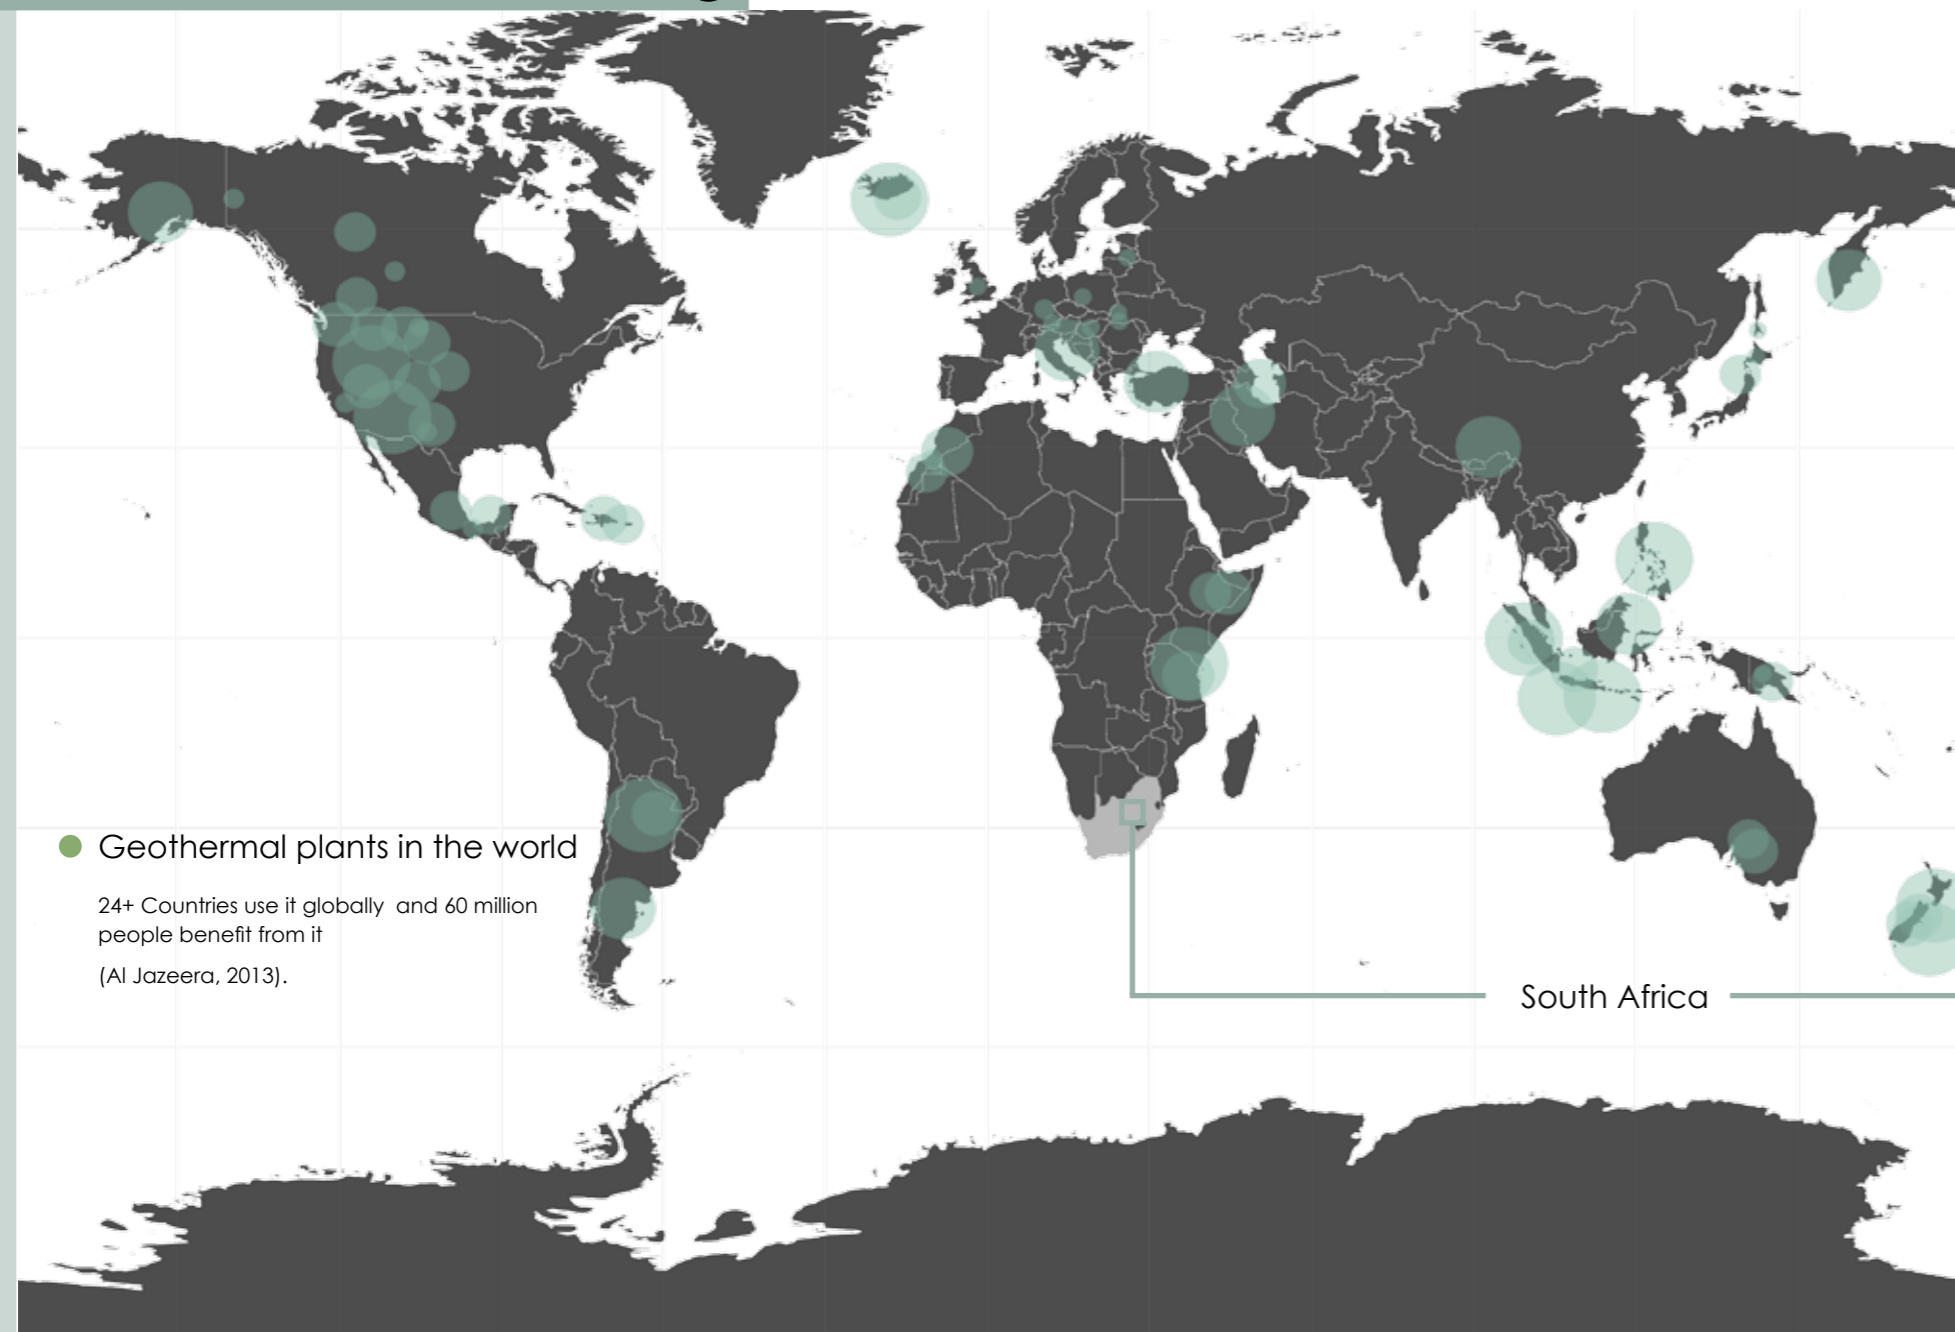 Geothermal plants in the world
24+ Countries use it globally  and 60 million
people benefit from it
(Al Jazeera, 2013).
South Africa